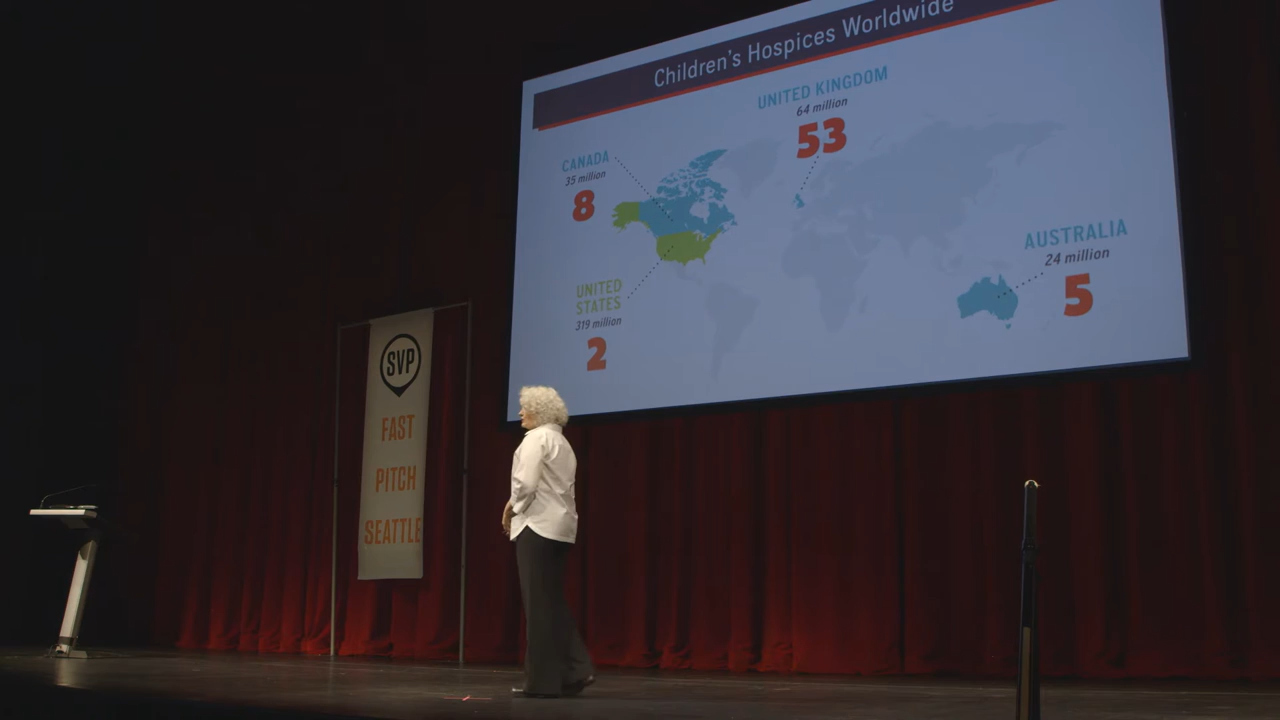 Children's Hospices Worldwide
UNITED KINGDOM
64 million
53
CANADA
35 million
8
AUSTRALIA
24 million
5
UNITED
STATES
319 million
2
SVP
FAST
PITCH
SEATTLE